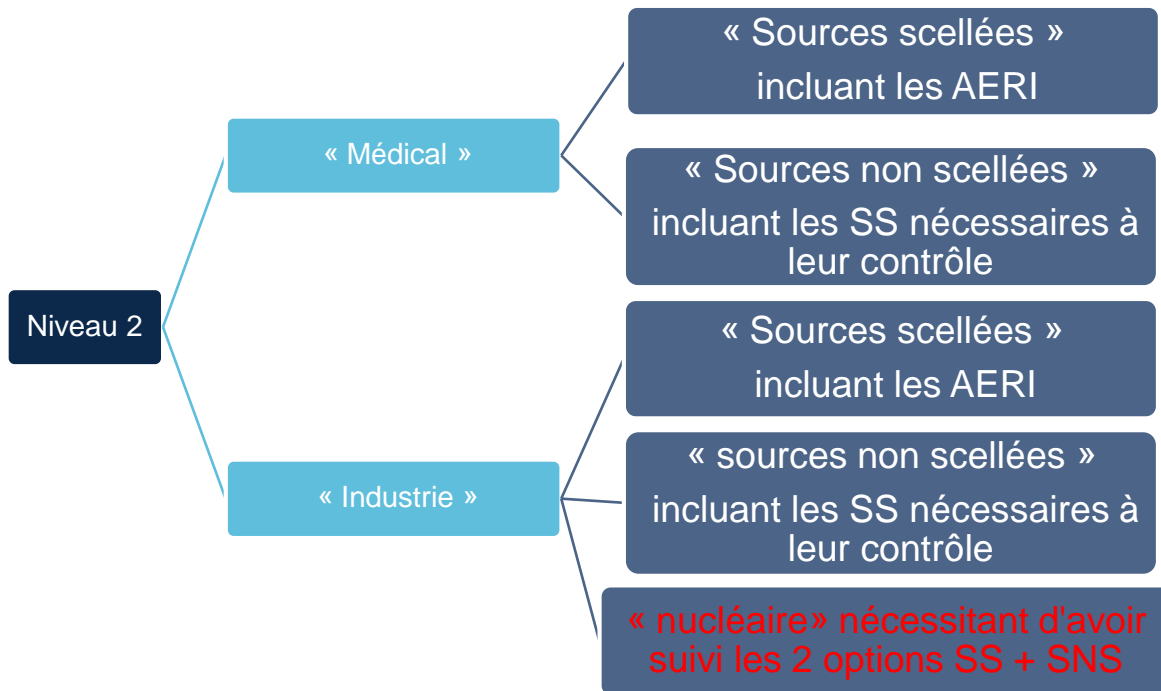 Niveau 2
« Médical »
« Sources scellées »
incluant les AERI
« Sources non scellées »
incluant les SS nécessaires à
leur contrôle
« Industrie »
« Sources scellées »
incluant les AERI
« sources non scellées »
incluant les SS nécessaires à
leur contrôle
« nucléaire» nécessitant d'avoir
suivi les 2 options SS + SNS